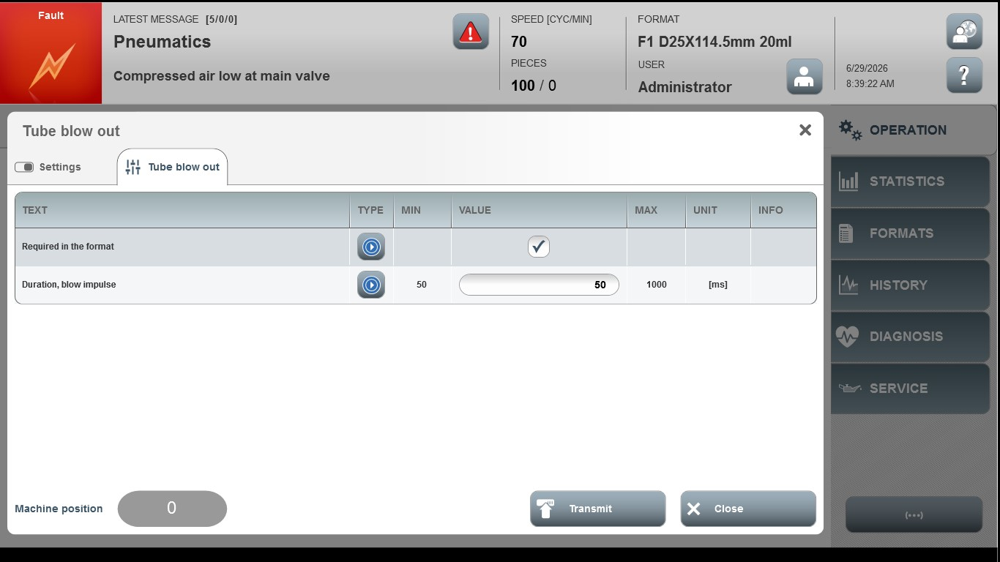 Fault
LATEST MESSAGE [5/0/0]
Pneumatics
Compressed air low at main valve
SPEED [CYC/MIN]
70
PIECES
100 / 0
FORMAT
F1 D25X114.5mm 20ml
USER
Administrator
6/29/2026
8:39:22 AM
?
Tube blow out
Settings
Tube blow out
TEXT TYPE MIN VALUE MAX UNIT INFO
Required in the format
Duration, blow impulse 50 50 1000 [ms]
Machine position 0
Transmit
Close
OPERATION
STATISTICS
FORMATS
HISTORY
DIAGNOSIS
SERVICE
(•••)